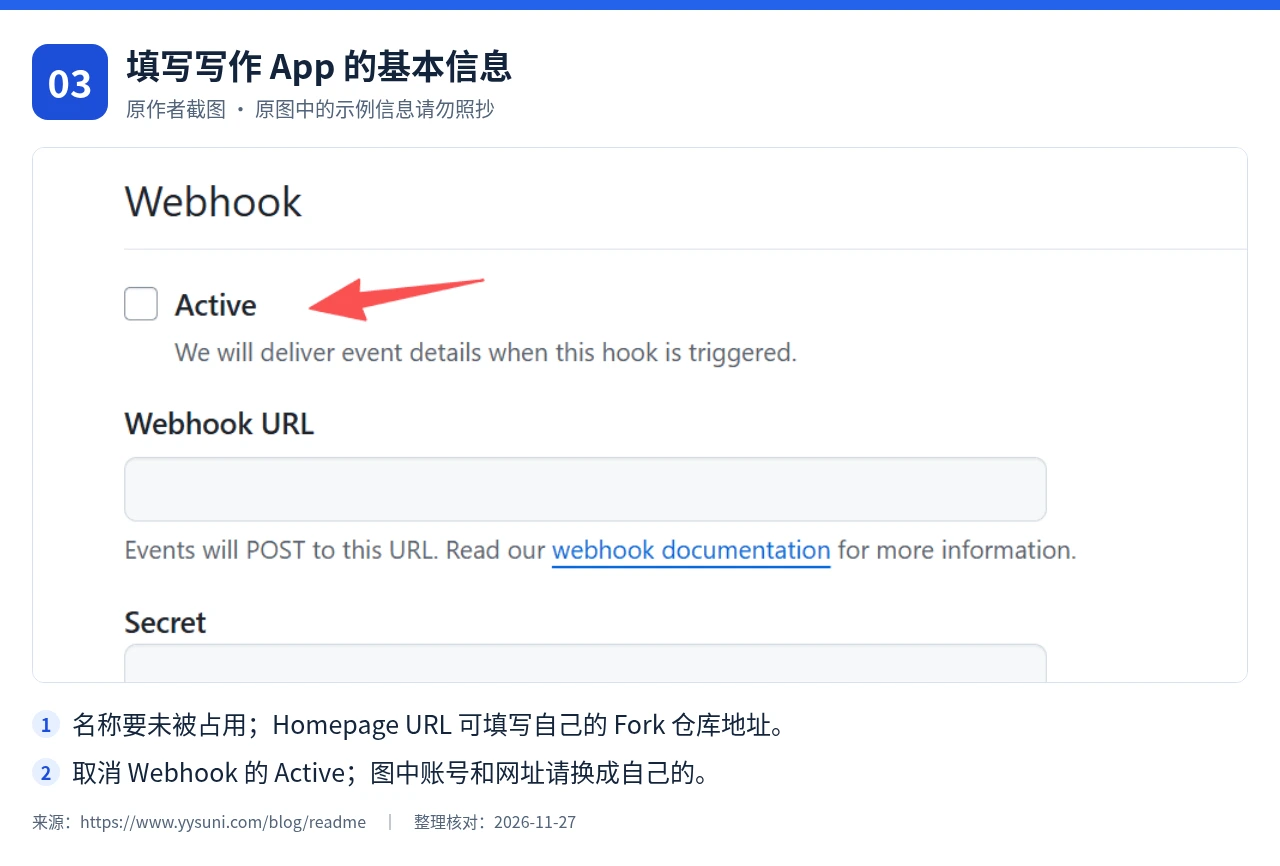 03
填写写作 App 的基本信息
原作者截图 · 原图中的示例信息请勿照抄
Webhook
Active
We will deliver event details when this hook is triggered.
Webhook URL
Events will POST to this URL. Read our webhook documentation for more information.
Secret
1 名称要未被占用；Homepage URL 可填写自己的 Fork 仓库地址。
2 取消 Webhook 的 Active；图中账号和网址请换成自己的。
来源：https://www.yysuni.com/blog/readme ｜ 整理核对：2026-11-27